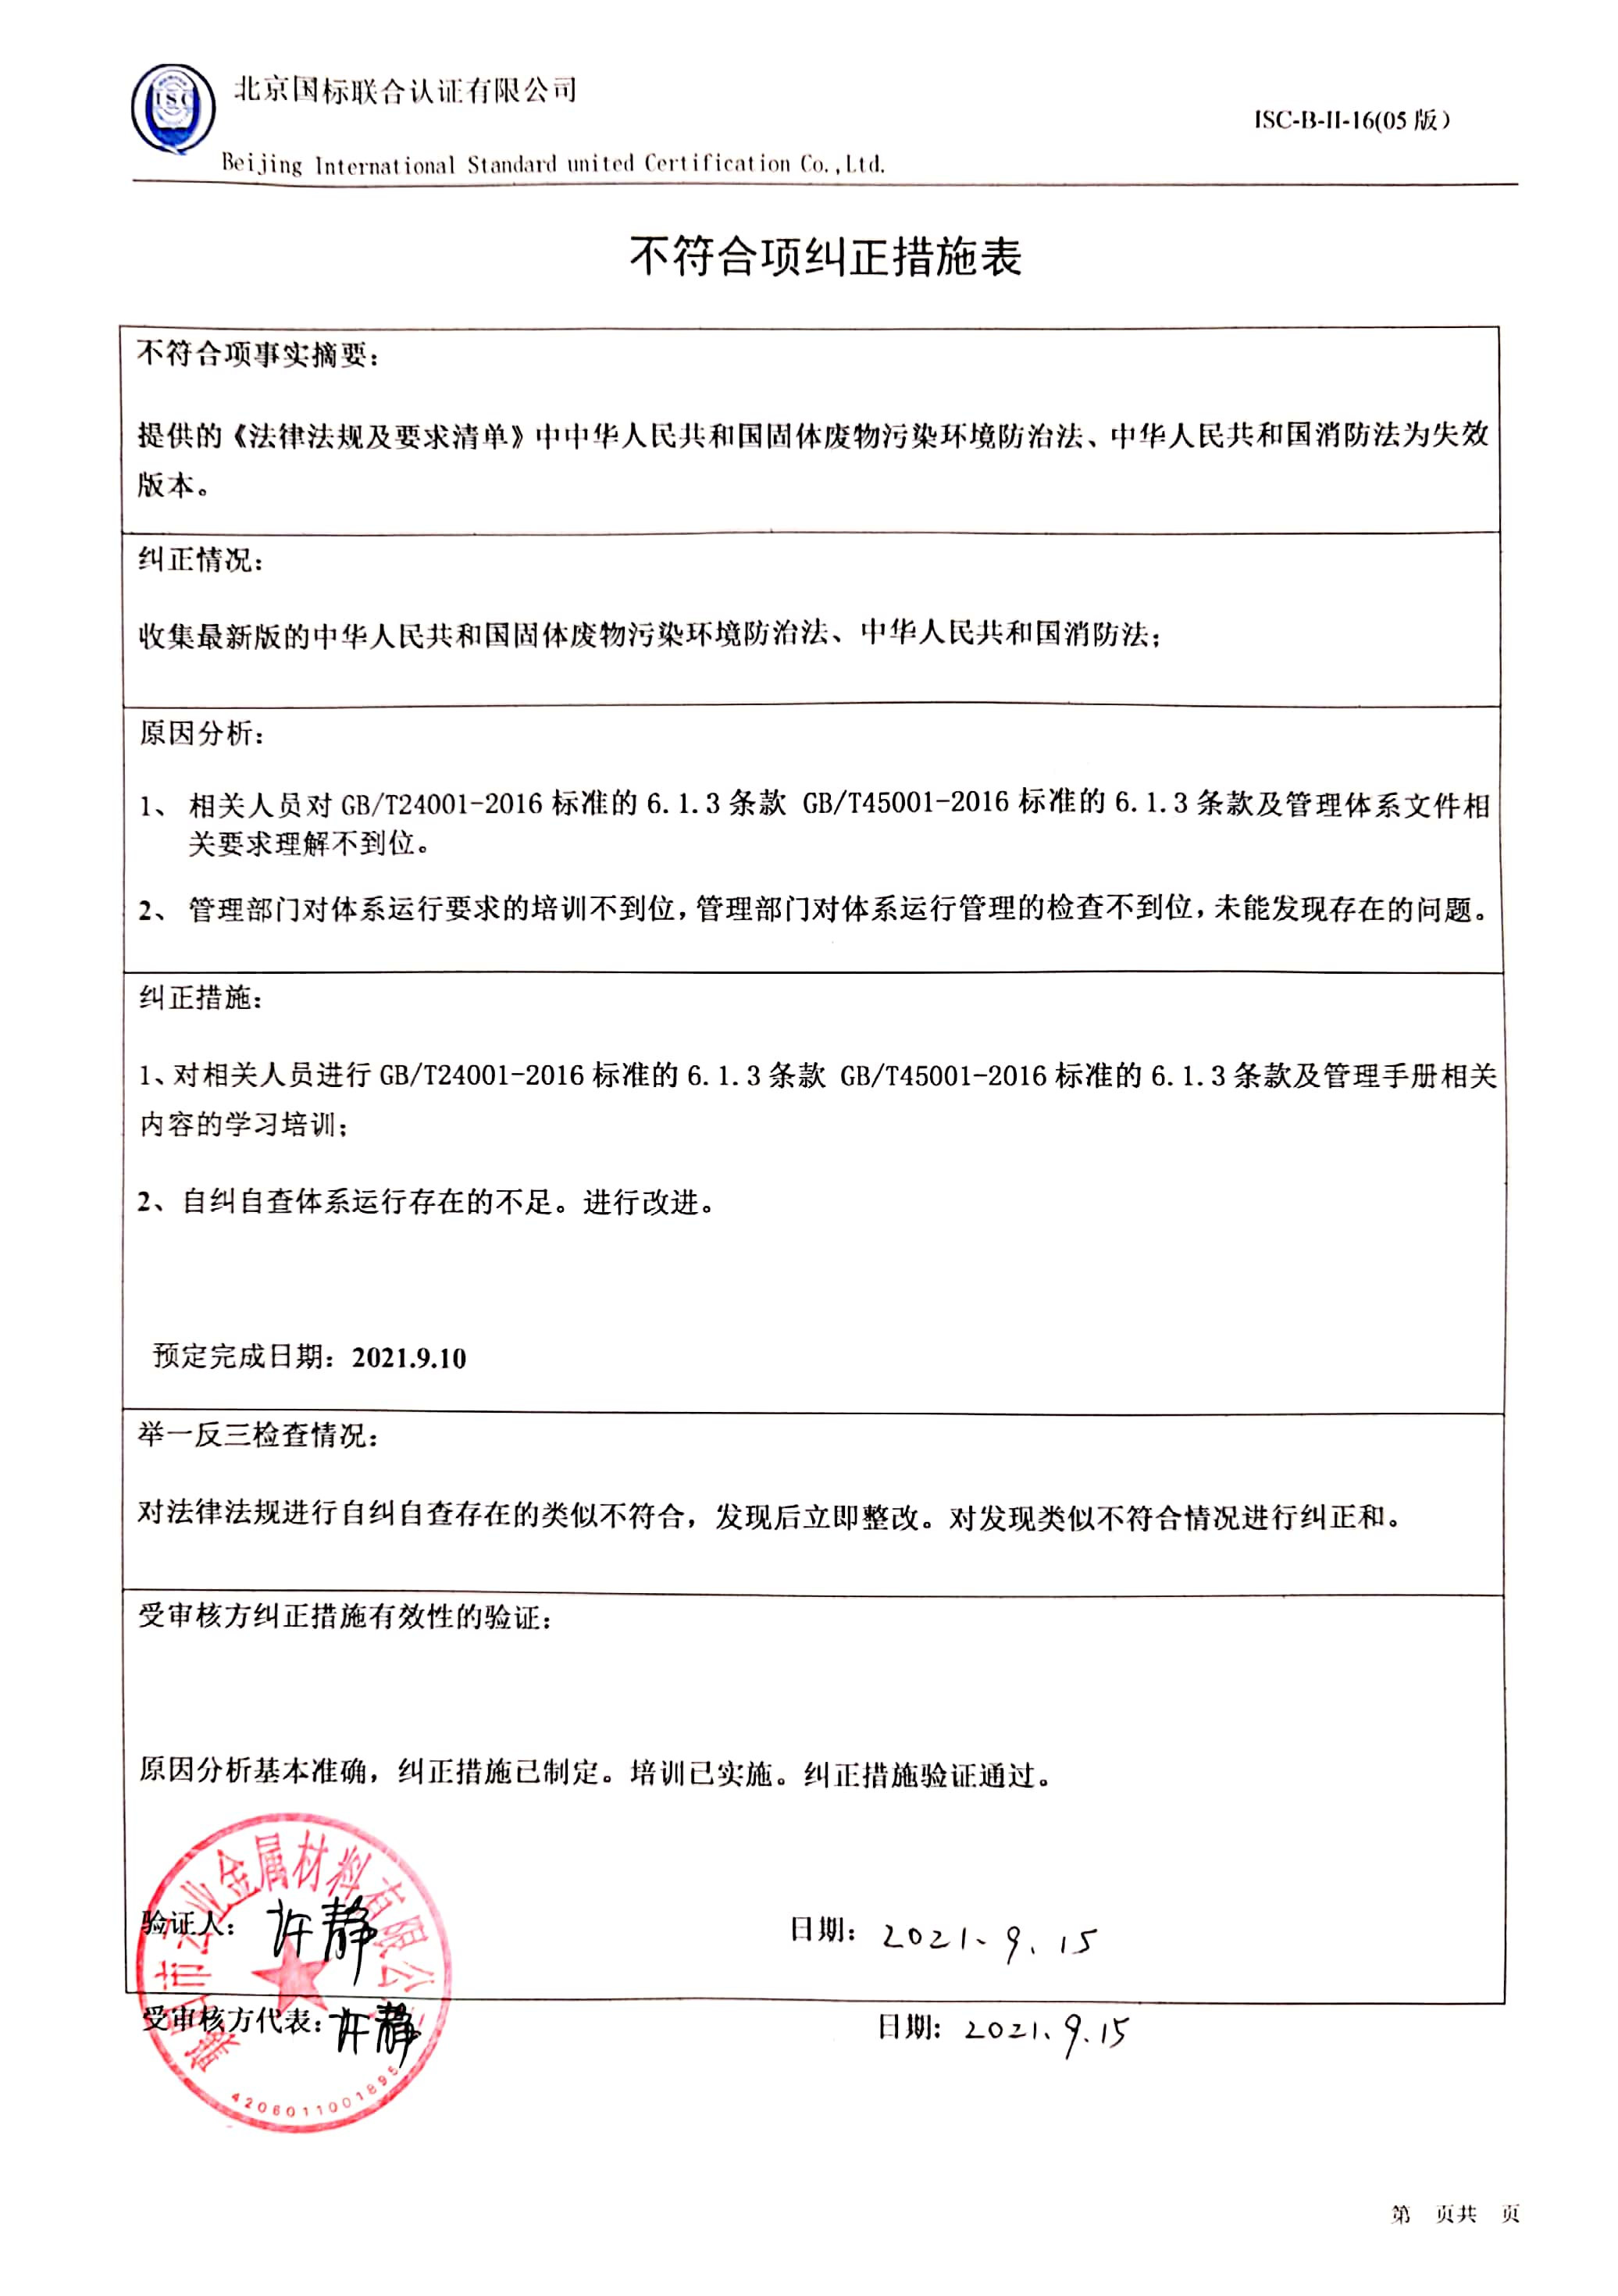 ISC
北京国标联合认证有限公司
ISC-B-II-16(05 版）
Beijing International Standard united Certification Co.,Ltd.
不符合项纠正措施表
不符合项事实摘要：
提供的《法律法规及要求清单》中中华人民共和国固体废物污染环境防治法、中华人民共和国消防法为失效
版本。
纠正情况：
收集最新版的中华人民共和国固体废物污染环境防治法、中华人民共和国消防法；
原因分析：
1、 相关人员对 GB/T24001-2016 标准的 6.1.3 条款 GB/T45001-2016 标准的 6.1.3 条款及管理体系文件相
关要求理解不到位。
2、 管理部门对体系运行要求的培训不到位，管理部门对体系运行管理的检查不到位，未能发现存在的问题。
纠正措施：
1、对相关人员进行 GB/T24001-2016 标准的 6.1.3 条款 GB/T45001-2016 标准的 6.1.3 条款及管理手册相关
内容的学习培训；
2、自纠自查体系运行存在的不足。进行改进。
预定完成日期：2021.9.10
举一反三检查情况：
对法律法规进行自纠自查存在的类似不符合，发现后立即整改。对发现类似不符合情况进行纠正和。
受审核方纠正措施有效性的验证：
原因分析基本准确，纠正措施已制定。培训已实施。纠正措施验证通过。
验证人： 许静 日期： 2021、9、15
受审核方代表：许静 日期： 2021、9.15
市 业金属材料有限公
4206011001895
第 页共 页